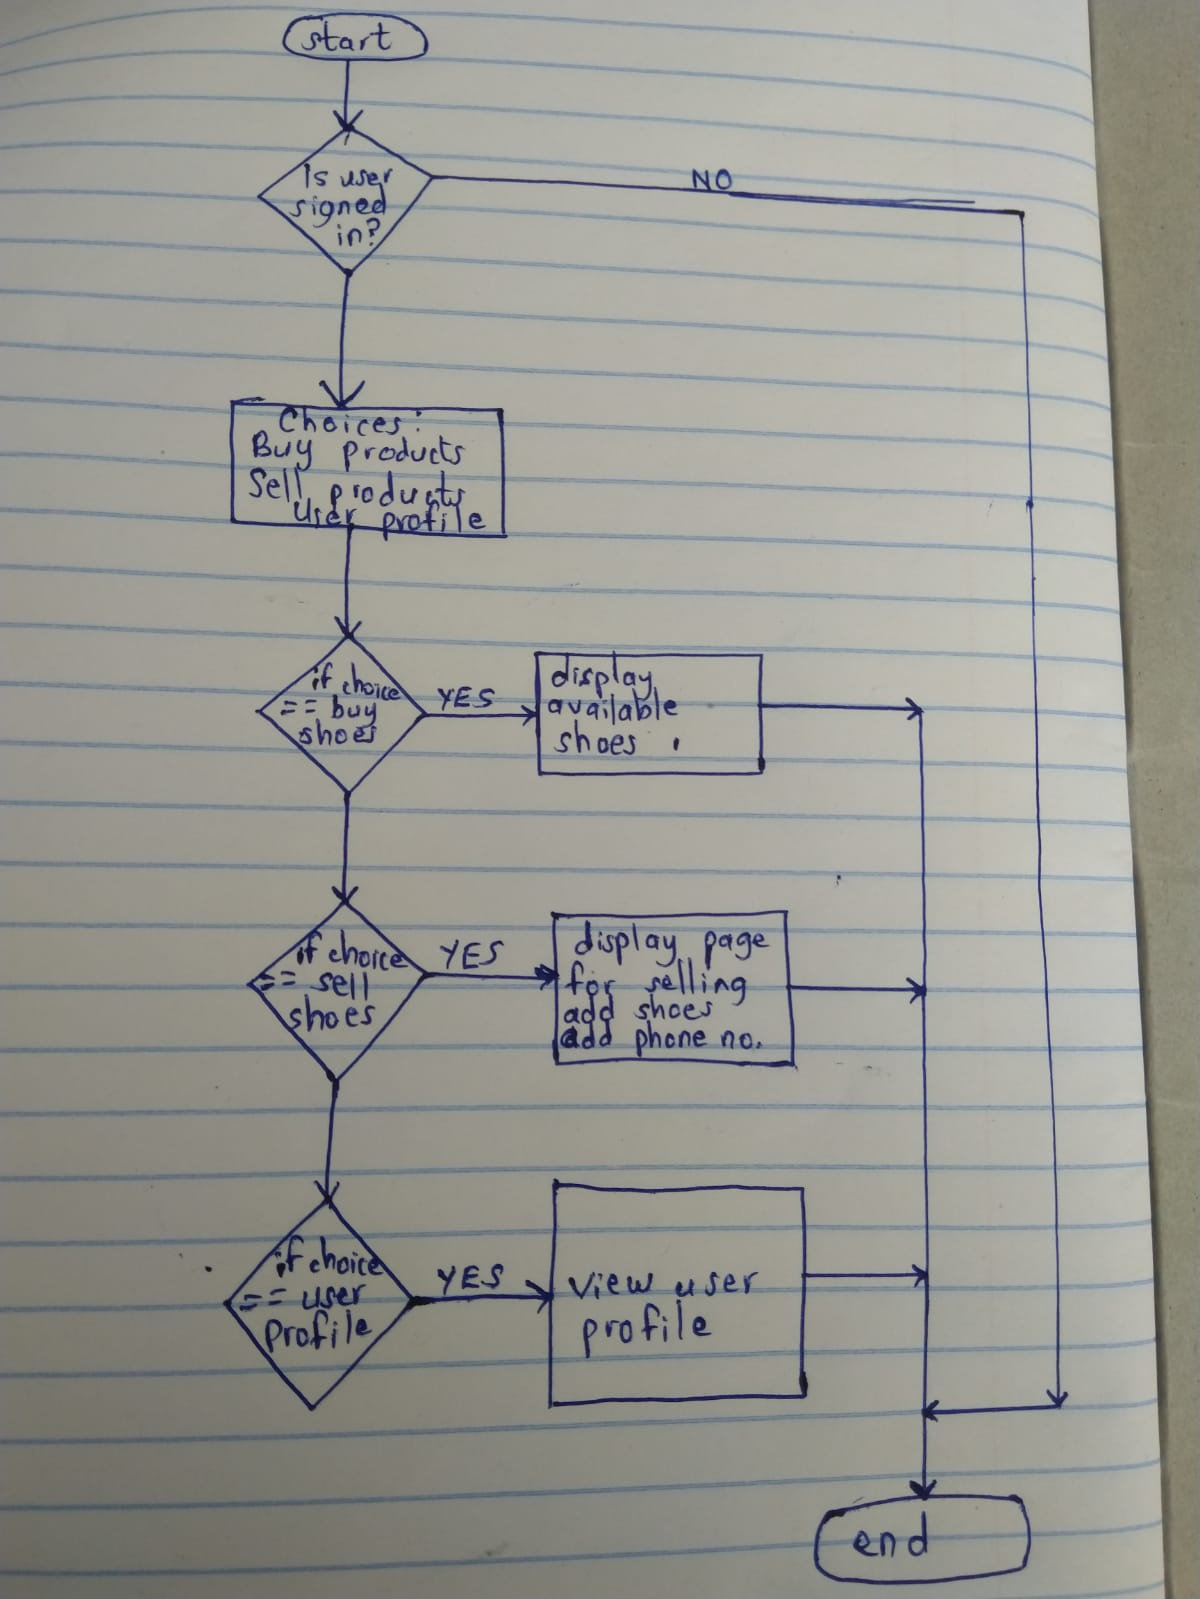 start
Is user
signed
in?
NO
Choices:
Buy products
Sell products
User profile
if choice
== buy
shoes
YES
display
available
shoes .
if choice
== sell
shoes
YES
display page
for selling
add shoes
add phone no.
if choice
== user
profile
YES
view user
profile
end